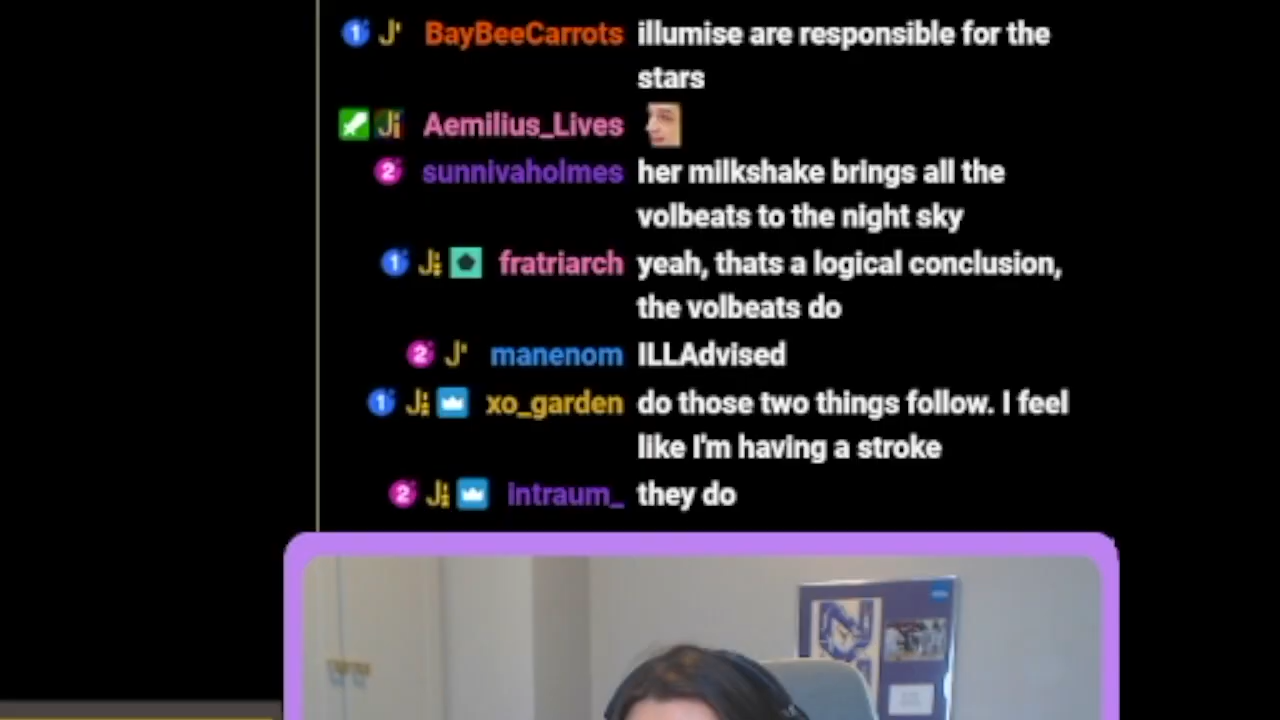 BayBeeCarrots illumise are responsible for the
stars
Aemilius_Lives
sunnivaholmes her milkshake brings all the
volbeats to the night sky
fratriarch yeah, thats a logical conclusion,
the volbeats do
manenom ILLAdvised
xo_garden do those two things follow. I feel
like I'm having a stroke
intraum_ they do